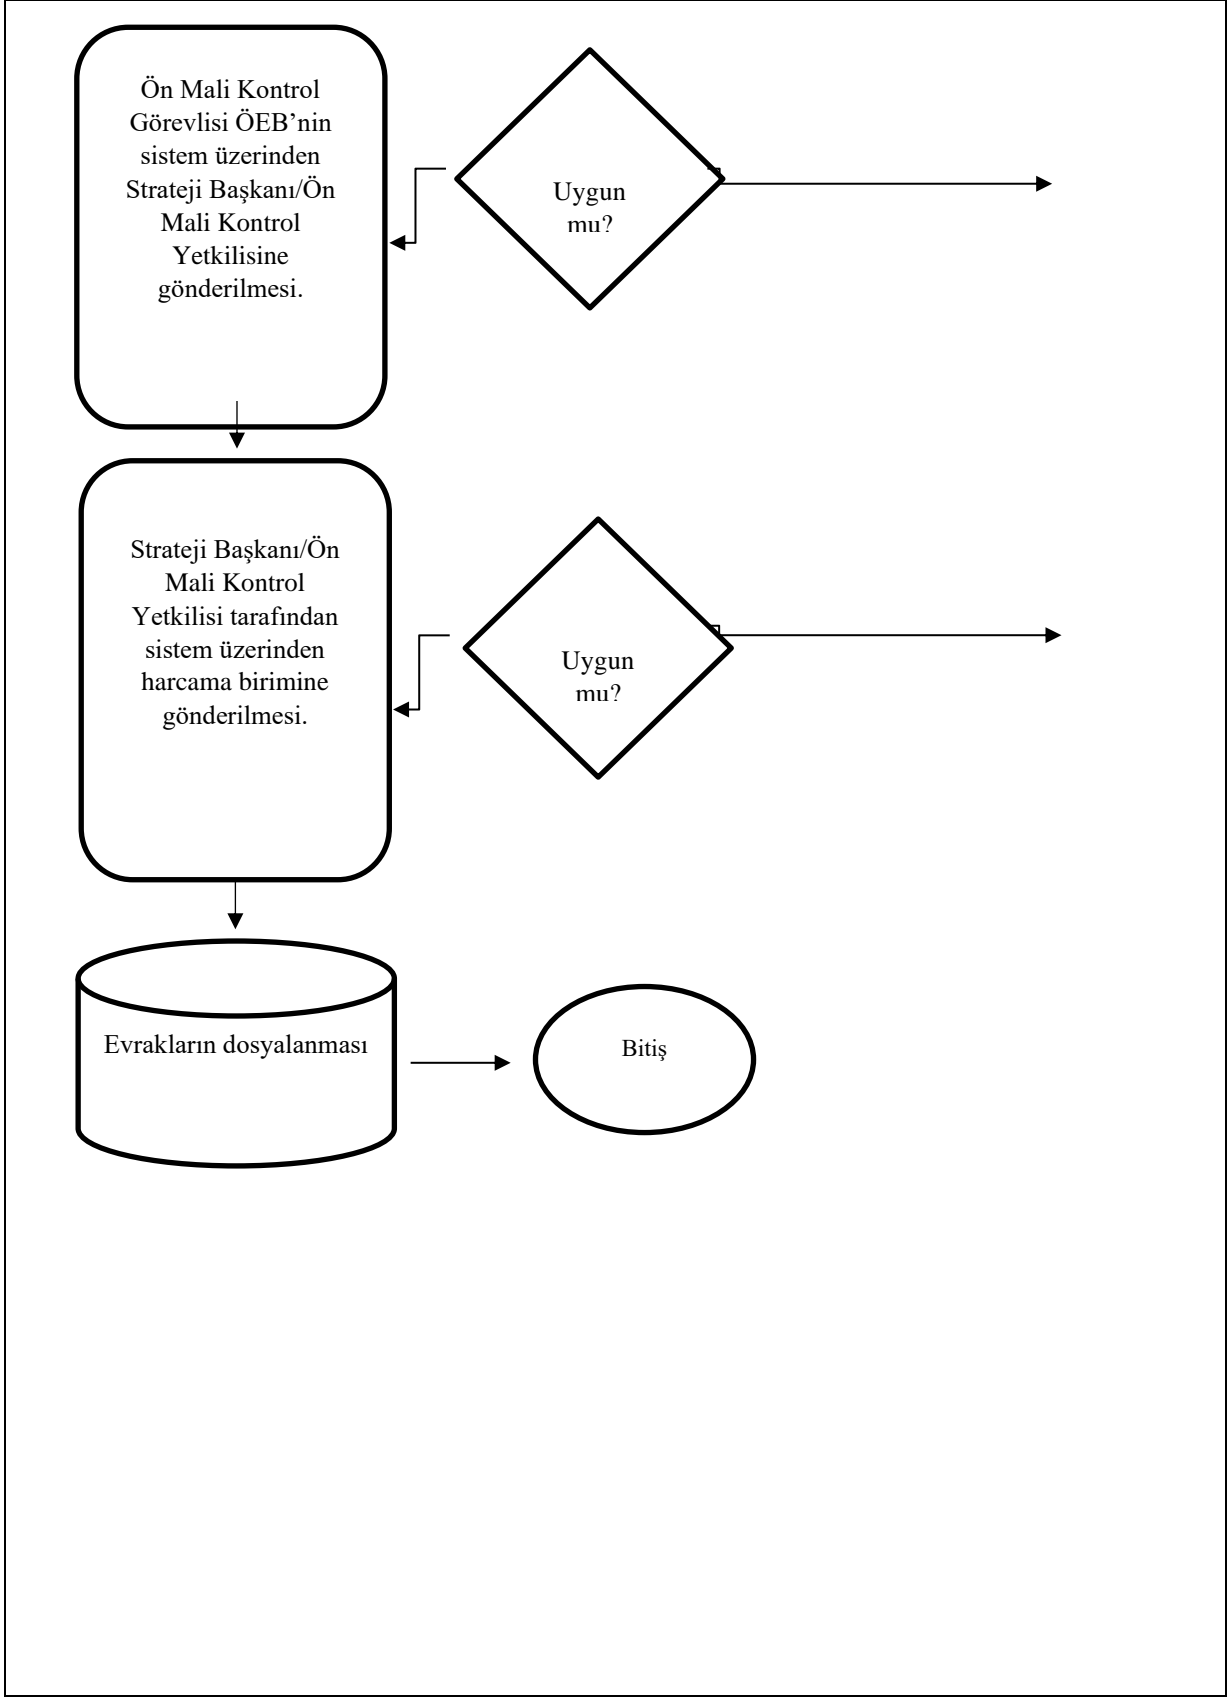 Ön Mali Kontrol
Görevlisi ÖEB’nin
sistem üzerinden
Strateji Başkanı/Ön
Mali Kontrol
Yetkilisine
gönderilmesi.
Uygun
mu?
Strateji Başkanı/Ön
Mali Kontrol
Yetkilisi tarafından
sistem üzerinden
harcama birimine
gönderilmesi.
Uygun
mu?
Evrakların dosyalanması
Bitiş